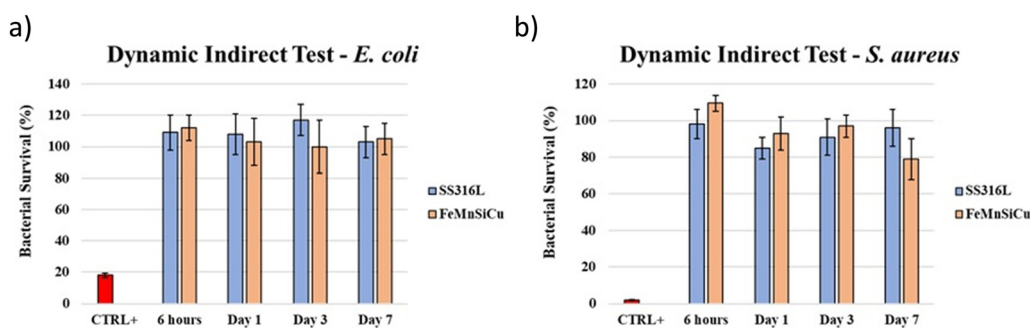 a)
Dynamic Indirect Test - E. coli
Bacterial Survival (%)
140
120
100
80
60
40
20
0
CTRL+ 6 hours Day 1 Day 3 Day 7
SS316L
FeMnSiCu
b)
Dynamic Indirect Test - S. aureus
Bacterial Survival (%)
120
100
80
60
40
20
0
CTRL+ 6 hours Day 1 Day 3 Day 7
SS316L
FeMnSiCu